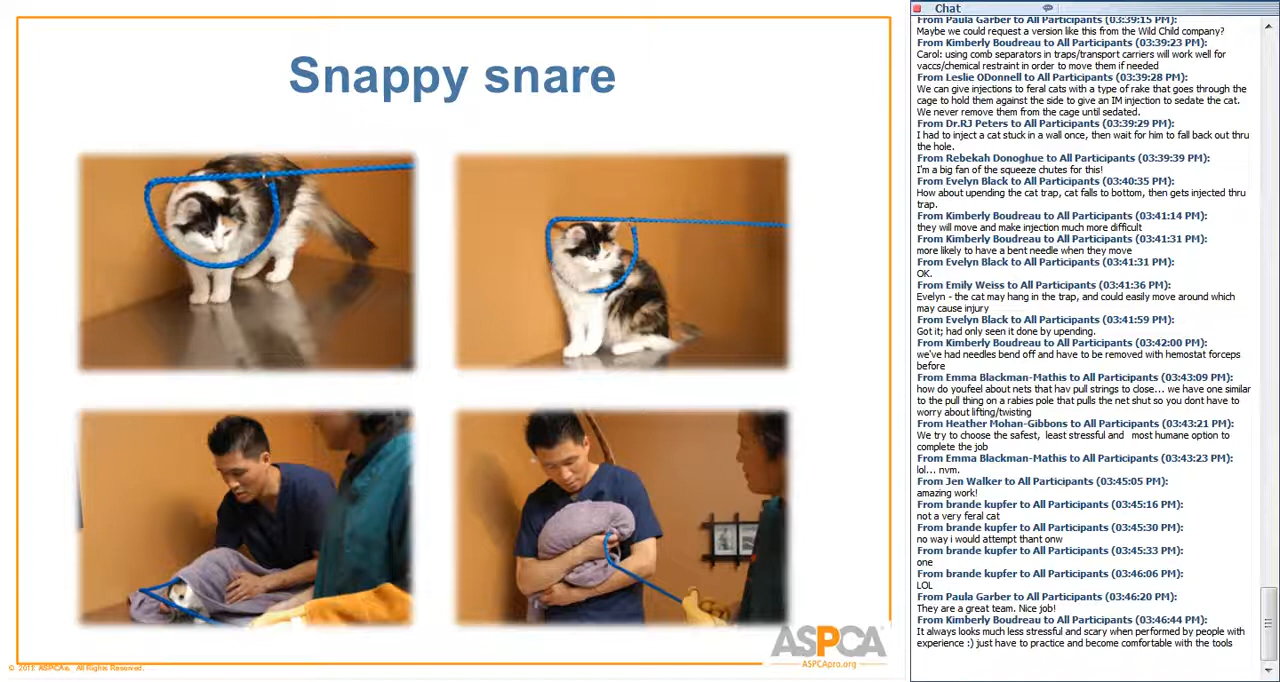 Snappy snare
© 2011 ASPCA®. All Rights Reserved.
ASPCA
ASPCApro.org
Chat
From Paula Garber to All Participants (03:39:15 PM):
Maybe we could request a version like this from the Wild Child company?
From Kimberly Boudreau to All Participants (03:39:23 PM):
Carol: using comb separators in traps/transport carriers will work well for
vaccs/chemical restraint in order to move them if needed
From Leslie ODonnell to All Participants (03:39:28 PM):
We can give injections to feral cats with a type of rake that goes through the
cage to hold them against the side to give an IM injection to sedate the cat.
We never remove them from the cage until sedated.
From Dr.RJ Peters to All Participants (03:39:29 PM):
I had to inject a cat stuck in a wall once, then wait for him to fall back out thru
the hole.
From Rebekah Donoghue to All Participants (03:39:39 PM):
I'm a big fan of the squeeze chutes for this!
From Evelyn Black to All Participants (03:40:35 PM):
How about upending the cat trap, cat falls to bottom, then gets injected thru
trap.
From Kimberly Boudreau to All Participants (03:41:14 PM):
they will move and make injection much more difficult
From Kimberly Boudreau to All Participants (03:41:31 PM):
more likely to have a bent needle when they move
From Evelyn Black to All Participants (03:41:31 PM):
OK.
From Emily Weiss to All Participants (03:41:36 PM):
Evelyn - the cat may hang in the trap, and could easily move around which
may cause injury
From Evelyn Black to All Participants (03:41:59 PM):
Got it; had only seen it done by upending.
From Kimberly Boudreau to All Participants (03:42:00 PM):
we've had needles bend off and have to be removed with hemostat forceps
before
From Emma Blackman-Mathis to All Participants (03:43:09 PM):
how do youfeel about nets that hav pull strings to close... we have one similar
to the pull thing on a rabies pole that pulls the net shut so you dont have to
worry about lifting/twisting
From Heather Mohan-Gibbons to All Participants (03:43:21 PM):
We try to choose the safest, least stressful and most humane option to
complete the job
From Emma Blackman-Mathis to All Participants (03:43:23 PM):
lol... nvm.
From Jen Walker to All Participants (03:45:05 PM):
amazing work!
From brande kupfer to All Participants (03:45:16 PM):
not a very feral cat
From brande kupfer to All Participants (03:45:30 PM):
no way i would attempt thant onw
From brande kupfer to All Participants (03:45:33 PM):
one
From brande kupfer to All Participants (03:46:06 PM):
LOL
From Paula Garber to All Participants (03:46:20 PM):
They are a great team. Nice job!
From Kimberly Boudreau to All Participants (03:46:44 PM):
It always looks much less stressful and scary when performed by people with
experience :) just have to practice and become comfortable with the tools